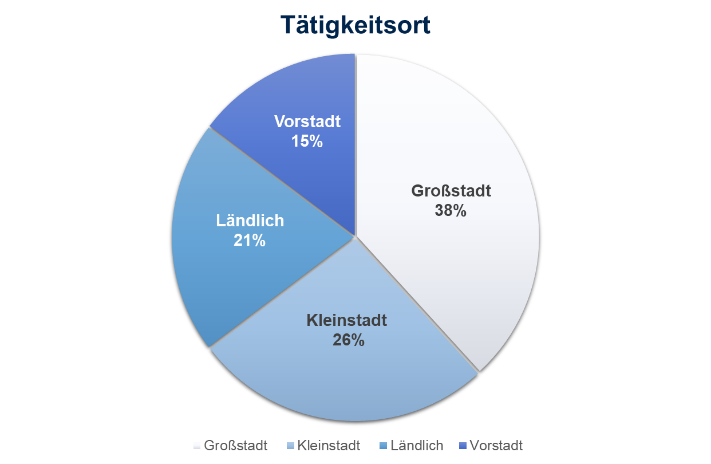 Tätigkeitsort
Vorstadt
15%
Großstadt
38%
Ländlich
21%
Kleinstadt
26%
Großstadt Kleinstadt Ländlich Vorstadt